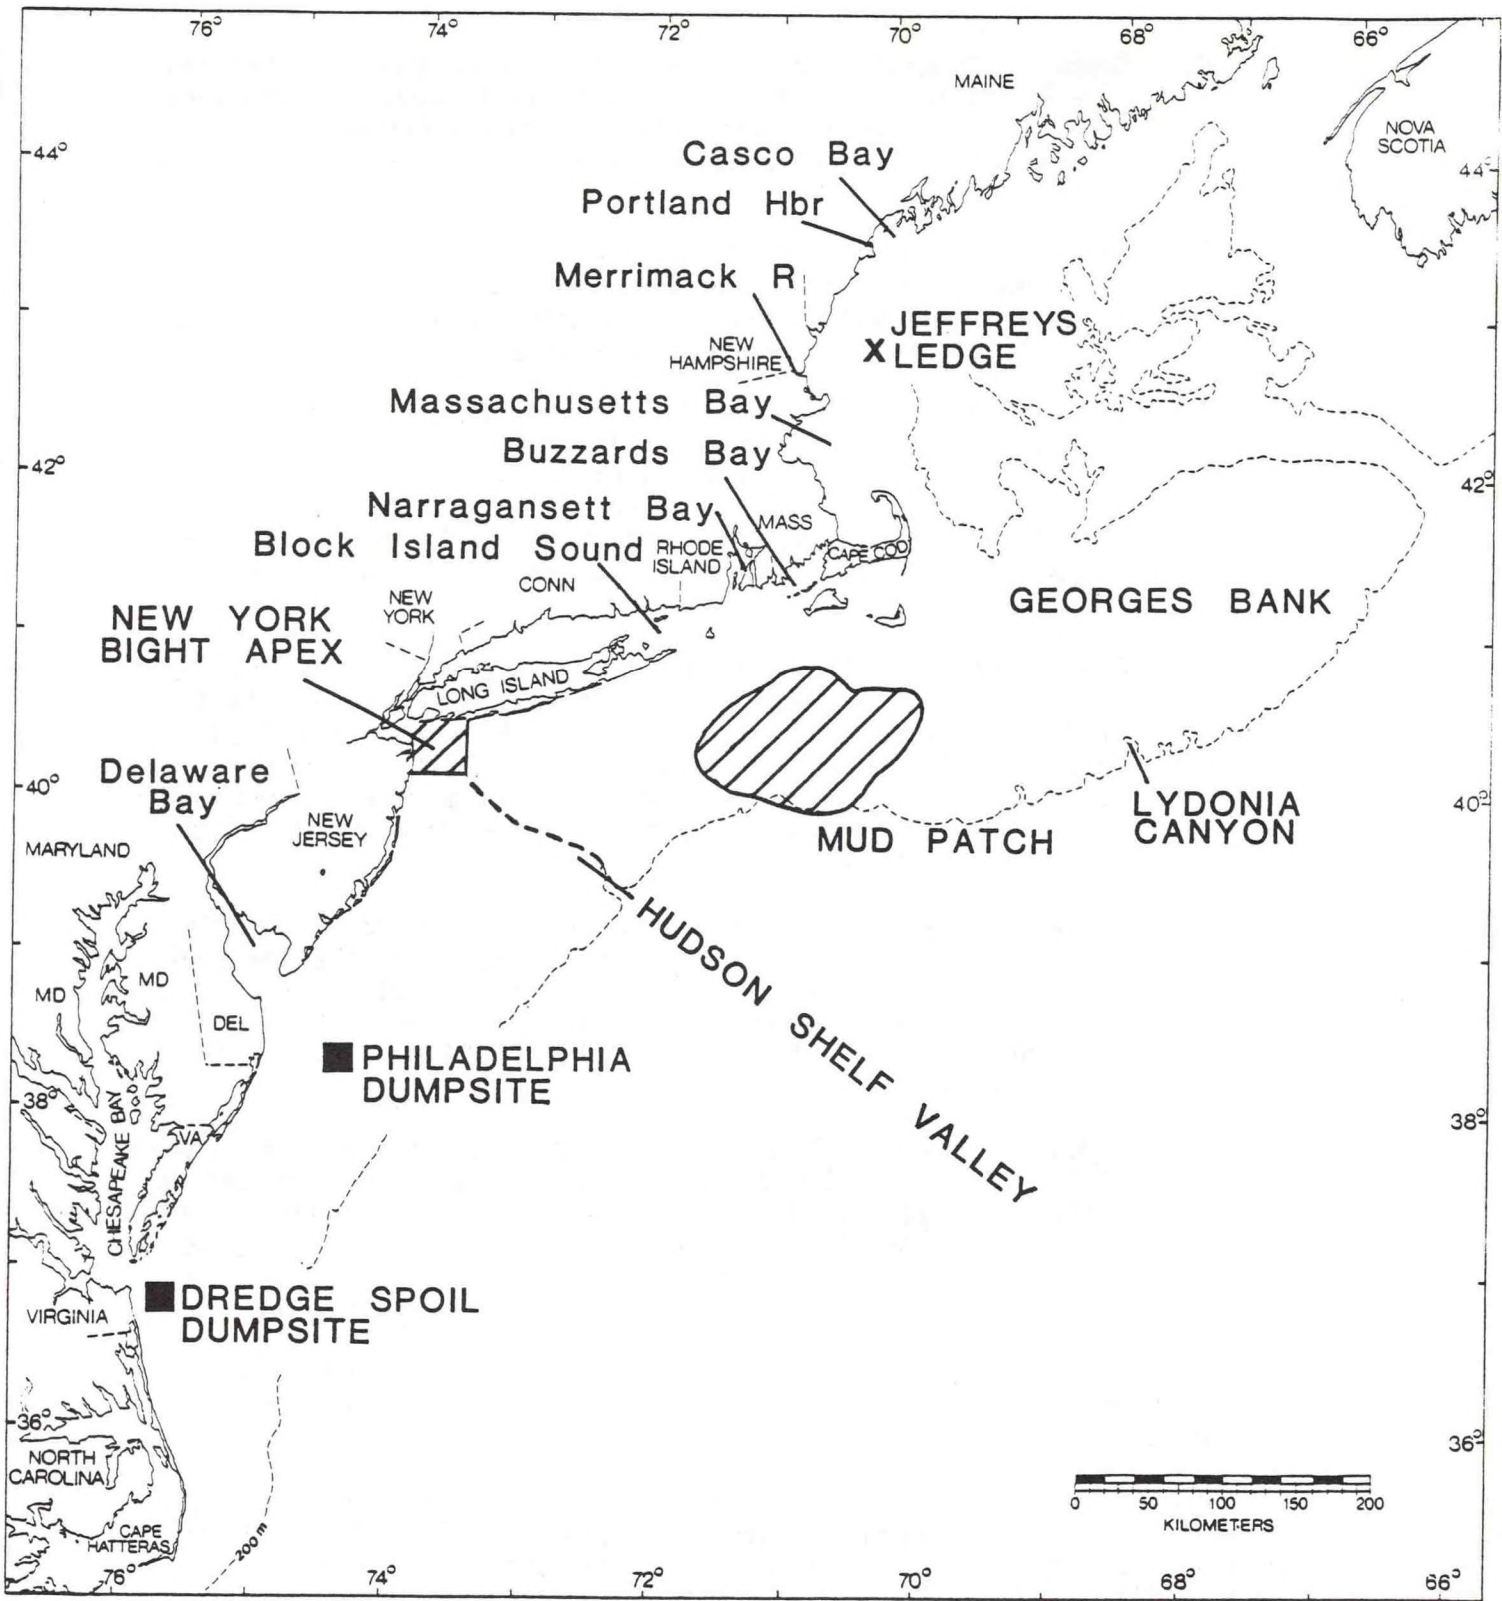 76°
74°
72°
70°
68°
66°
MAINE
NOVA
SCOTIA
44°
44°
Casco Bay
Portland Hbr
Merrimack R
JEFFREYS
X LEDGE
NEW
HAMPSHIRE
Massachusetts Bay
Buzzards Bay
42°
42°
Narragansett Bay
MASS
Block Island Sound
RHODE
ISLAND
CAPE COD
CONN
NEW
YORK
GEORGES BANK
NEW YORK
BIGHT APEX
LONG ISLAND
Delaware
Bay
40°
40°
LYDONIA
CANYON
MUD PATCH
NEW
JERSEY
MARYLAND
HUDSON SHELF VALLEY
MD
MD
DEL
PHILADELPHIA
DUMPSITE
38°
38°
CHESAPEAKE BAY
VA
DREDGE SPOIL
DUMPSITE
VIRGINIA
36°
36°
NORTH
CAROLINA
CAPE
HATTERAS
200 m
0 50 100 150 200
KILOMETERS
76°
74°
72°
70°
68°
66°